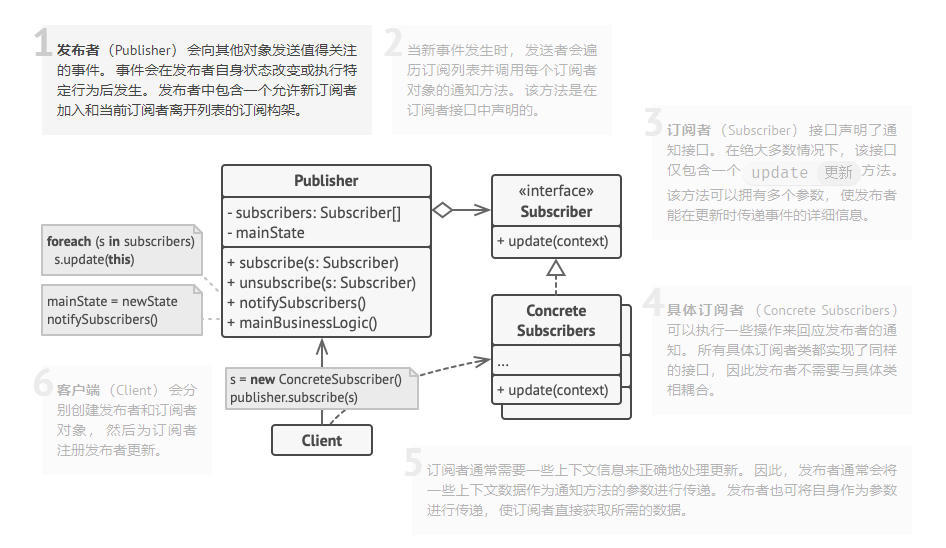 1
发布者 （Publisher） 会向其他对象发送值得关注
的事件。 事件会在发布者自身状态改变或执行特
定行为后发生。 发布者中包含一个允许新订阅者
加入和当前订阅者离开列表的订阅构架。
2
当新事件发生时， 发送者会遍
历订阅列表并调用每个订阅者
对象的通知方法。 该方法是在
订阅者接口中声明的。
3
订阅者 （Subscriber） 接口声明了通
知接口。 在绝大多数情况下， 该接口
仅包含一个 update 更新 方法。
该方法可以拥有多个参数， 使发布者
能在更新时传递事件的详细信息。
Publisher
- subscribers: Subscriber[]
- mainState
+ subscribe(s: Subscriber)
+ unsubscribe(s: Subscriber)
+ notifySubscribers()
+ mainBusinessLogic()
«interface»
Subscriber
+ update(context)
foreach (s in subscribers)
s.update(this)
mainState = newState
notifySubscribers()
Concrete
Subscribers
...
+ update(context)
4
具体订阅者 （Concrete Subscribers）
可以执行一些操作来回应发布者的通
知。 所有具体订阅者类都实现了同样
的接口， 因此发布者不需要与具体类
相耦合。
s = new ConcreteSubscriber()
publisher.subscribe(s)
Client
6
客户端 （Client） 会分
别创建发布者和订阅者
对象， 然后为订阅者
注册发布者更新。
5
订阅者通常需要一些上下文信息来正确地处理更新。 因此， 发布者通常会将
一些上下文数据作为通知方法的参数进行传递。 发布者也可将自身作为参数
进行传递， 使订阅者直接获取所需的数据。